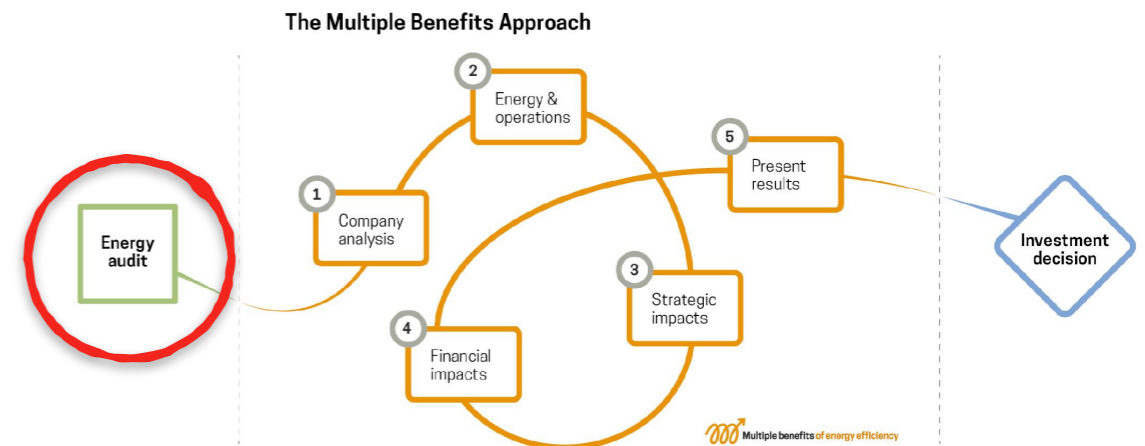 The Multiple Benefits Approach
Energy
audit
1
Company
analysis
2
Energy &
operations
3
Strategic
impacts
4
Financial
impacts
5
Present
results
Investment
decision
Multiple benefits of energy efficiency